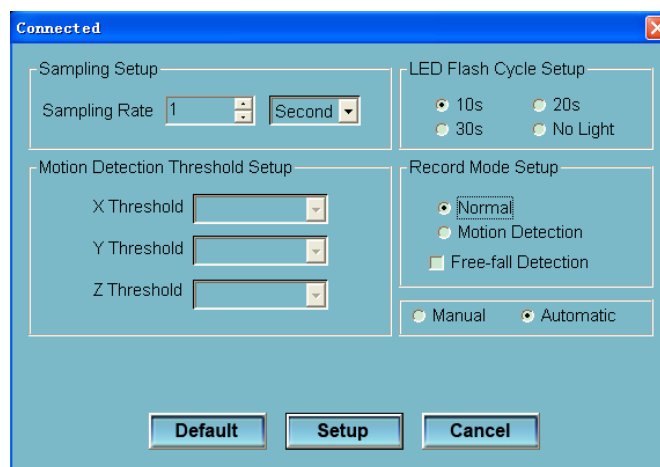 Connected
Sampling Setup
Sampling Rate 1 Second
LED Flash Cycle Setup
10s 20s
30s No Light
Motion Detection Threshold Setup
X Threshold
Y Threshold
Z Threshold
Record Mode Setup
Normal
Motion Detection
Free-fall Detection
Manual Automatic
Default Setup Cancel